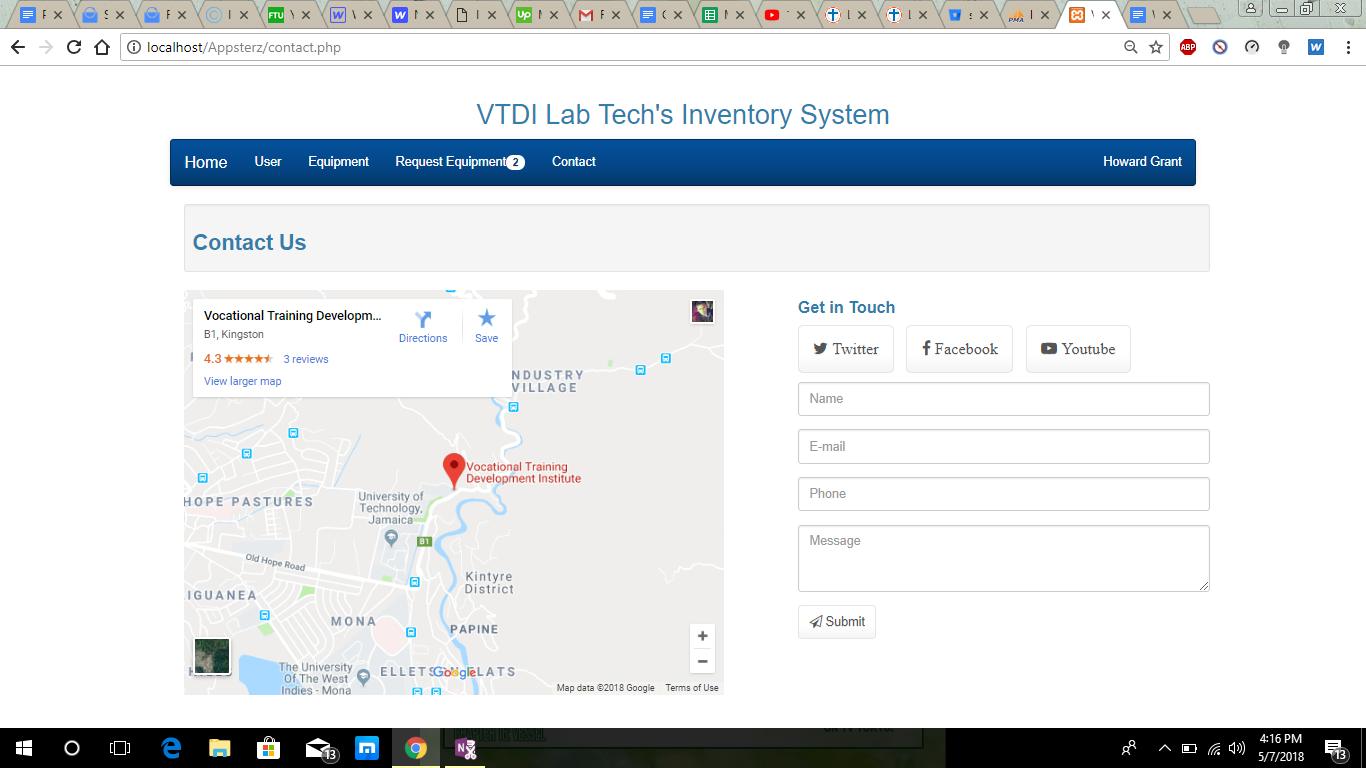 localhost/Appsterz/contact.php
VTDI Lab Tech's Inventory System
Home User Equipment Request Equipment 2 Contact Howard Grant
Contact Us
Vocational Training Developm...
B1, Kingston
Directions
Save
4.3 3 reviews
View larger map
INDUSTRY
VILLAGE
Vocational Training
Development Institute
HOPE PASTURES
University of
Technology,
Jamaica
B1
Old Hope Road
Kintyre
District
LIGUANEA
MONA
PAPINE
The University
Of The West
Indies - Mona
Google
Map data ©2018 Google Terms of Use
Get in Touch
Twitter Facebook Youtube
Name
E-mail
Phone
Message
Submit
13
4:16 PM
5/7/2018
13